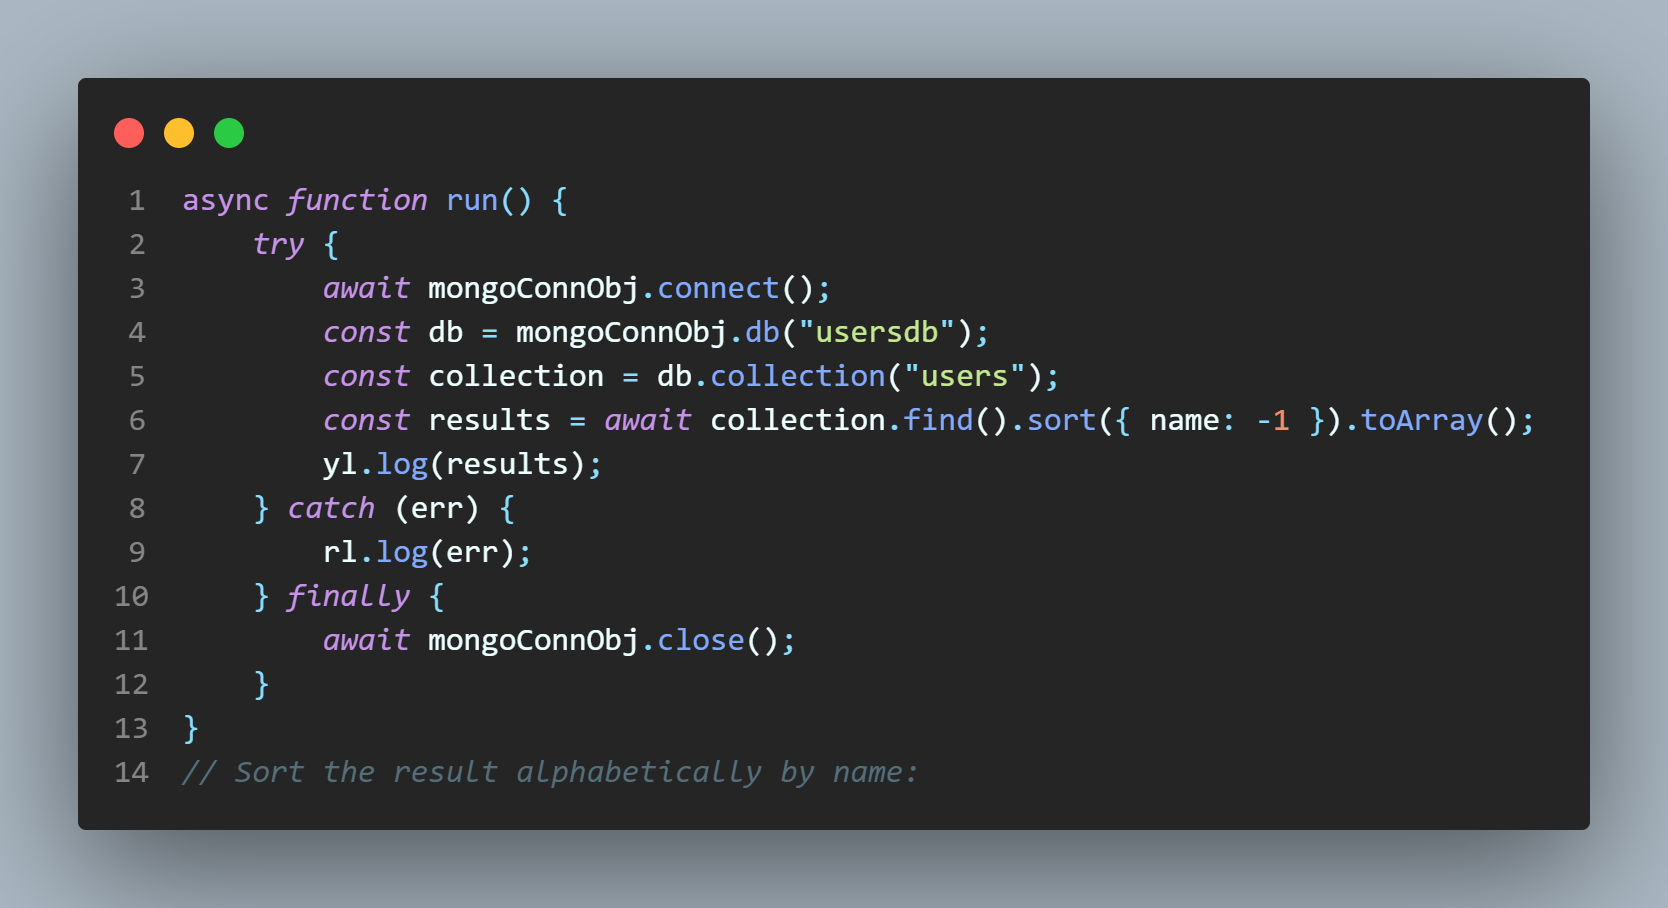 1 async function run() {
2 try {
3 await mongoConnObj.connect();
4 const db = mongoConnObj.db("usersdb");
5 const collection = db.collection("users");
6 const results = await collection.find().sort({ name: -1 }).toArray();
7 yl.log(results);
8 } catch (err) {
9 rl.log(err);
10 } finally {
11 await mongoConnObj.close();
12 }
13 }
14 // Sort the result alphabetically by name: